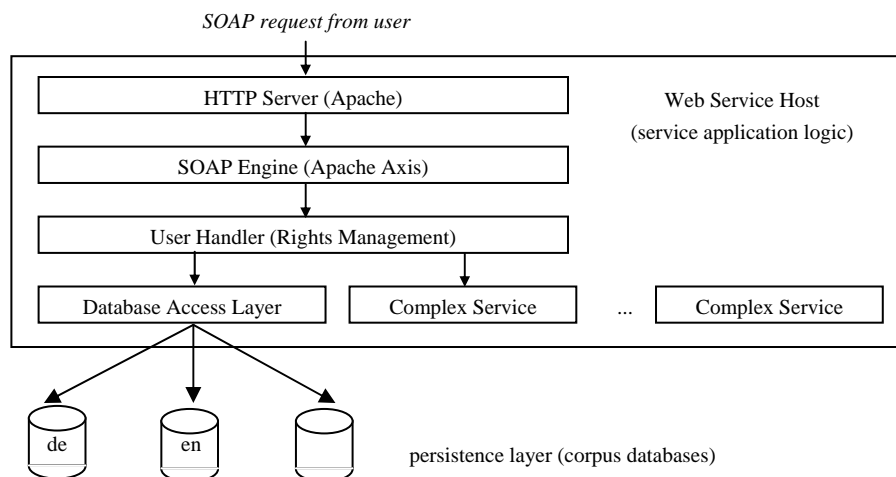 SOAP request from user
HTTP Server (Apache)
Web Service Host
(service application logic)
SOAP Engine (Apache Axis)
User Handler (Rights Management)
Database Access Layer
Complex Service
...
Complex Service
de
en
persistence layer (corpus databases)